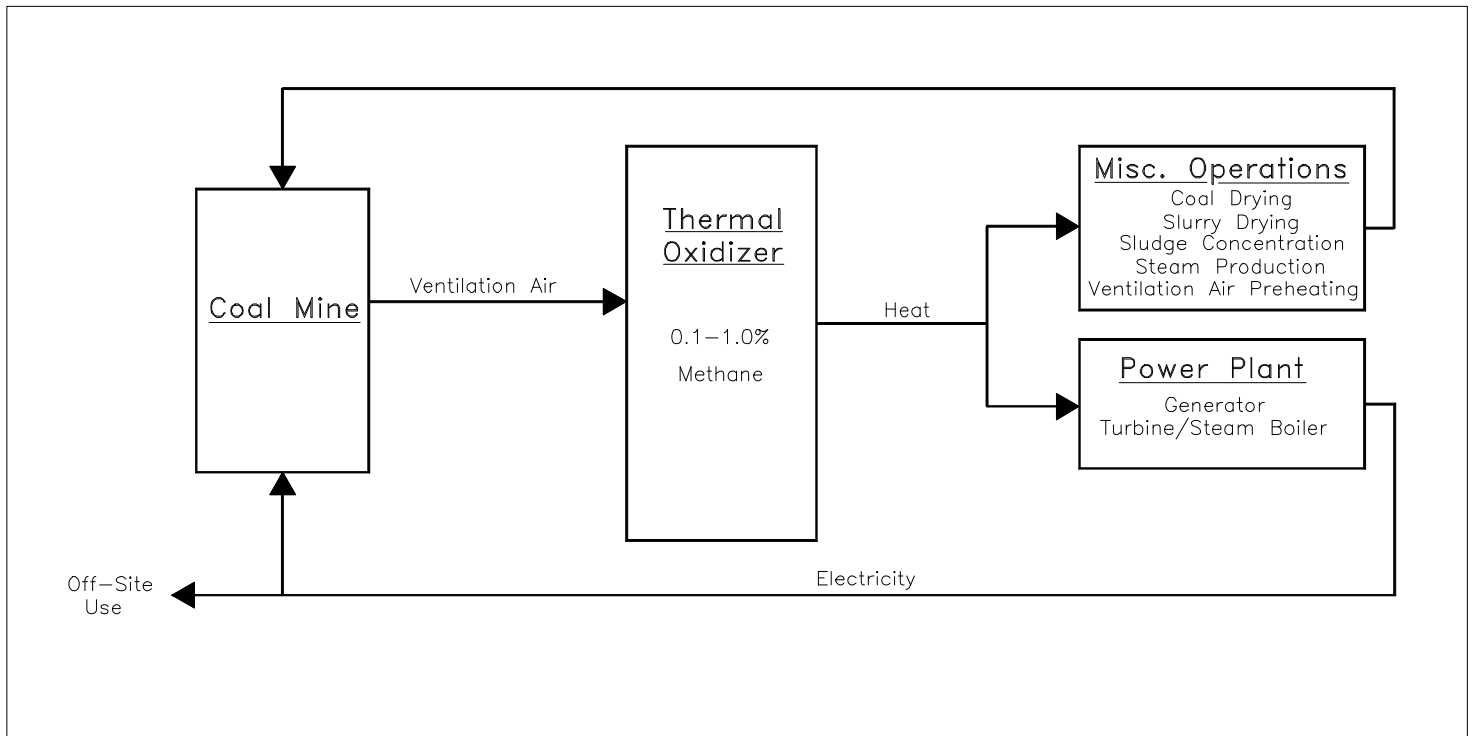 Coal Mine
Ventilation Air
Thermal
Oxidizer
0.1–1.0%
Methane
Heat
Misc. Operations
Coal Drying
Slurry Drying
Sludge Concentration
Steam Production
Ventilation Air Preheating
Power Plant
Generator
Turbine/Steam Boiler
Electricity
Off–Site
Use